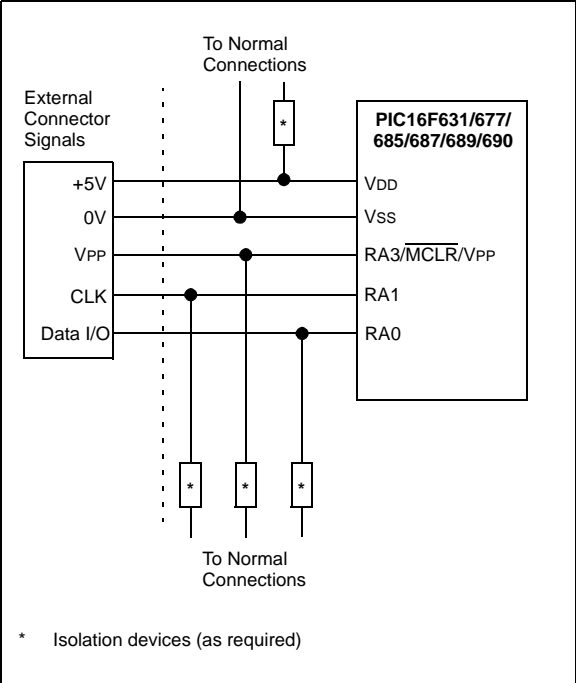 To Normal
Connections
External
Connector
Signals
*
PIC16F631/677/
685/687/689/690
+5V
VDD
0V
VSS
VPP
RA3/MCLR/VPP
CLK
RA1
Data I/O
RA0
* * *
To Normal
Connections
* Isolation devices (as required)